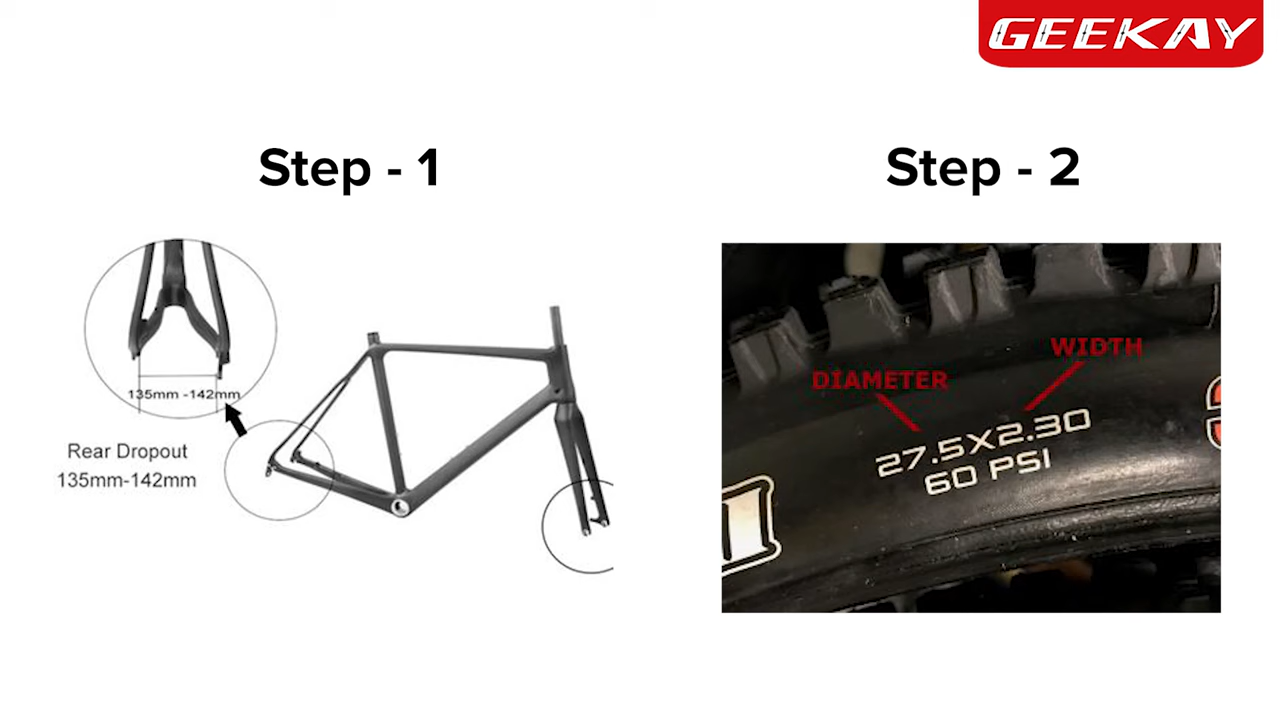 GEEKAY
Step - 1
135mm -142mm
Rear Dropout
135mm-142mm
Step - 2
DIAMETER
WIDTH
27.5X2.30
60 PSI